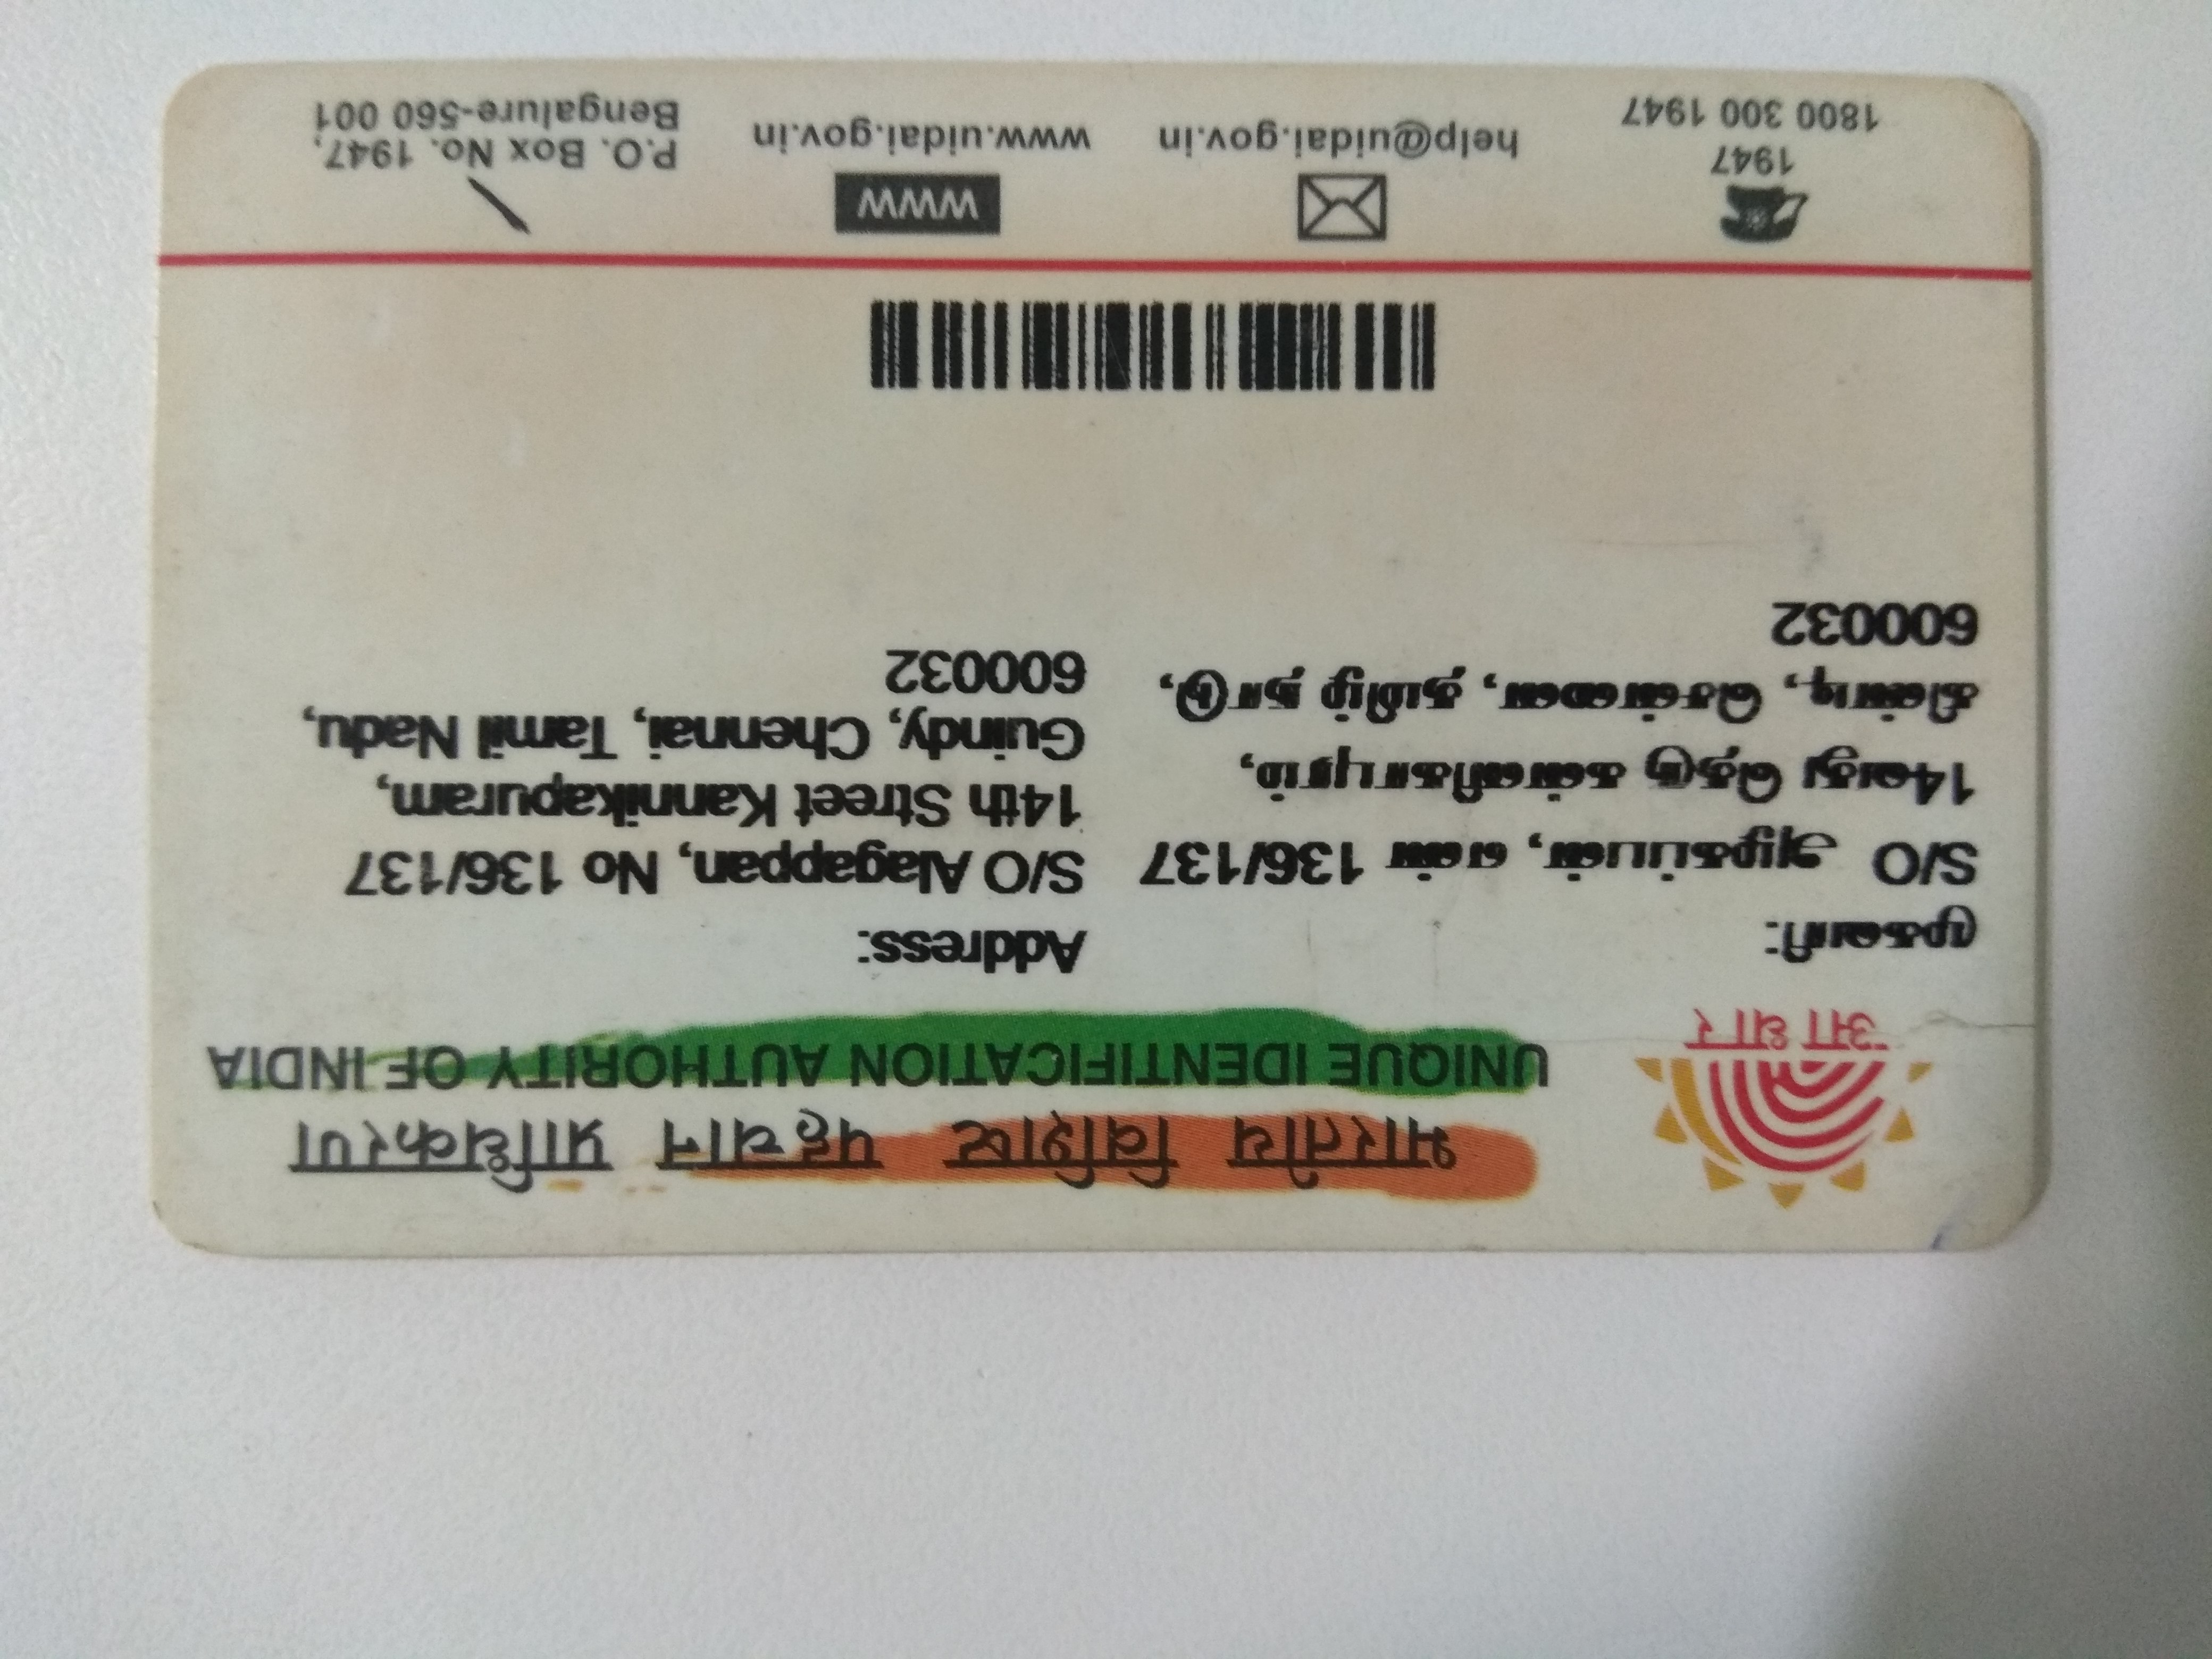 भारतीय विशिष्ट पहचान प्राधिकरण
UNIQUE IDENTIFICATION AUTHORITY OF INDIA
आधार
முகவரி:
S/O அழகப்பன், எண் 136/137
14வது தெரு கன்னிகாபுரம்,
கிண்டி, சென்னை, தமிழ் நாடு,
600032
Address:
S/O Alagappan, No 136/137
14th Street Kannikapuram,
Guindy, Chennai, Tamil Nadu,
600032
1947
1800 300 1947
help@uidai.gov.in
WWW
www.uidai.gov.in
P.O. Box No. 1947,
Bengalure-560 001